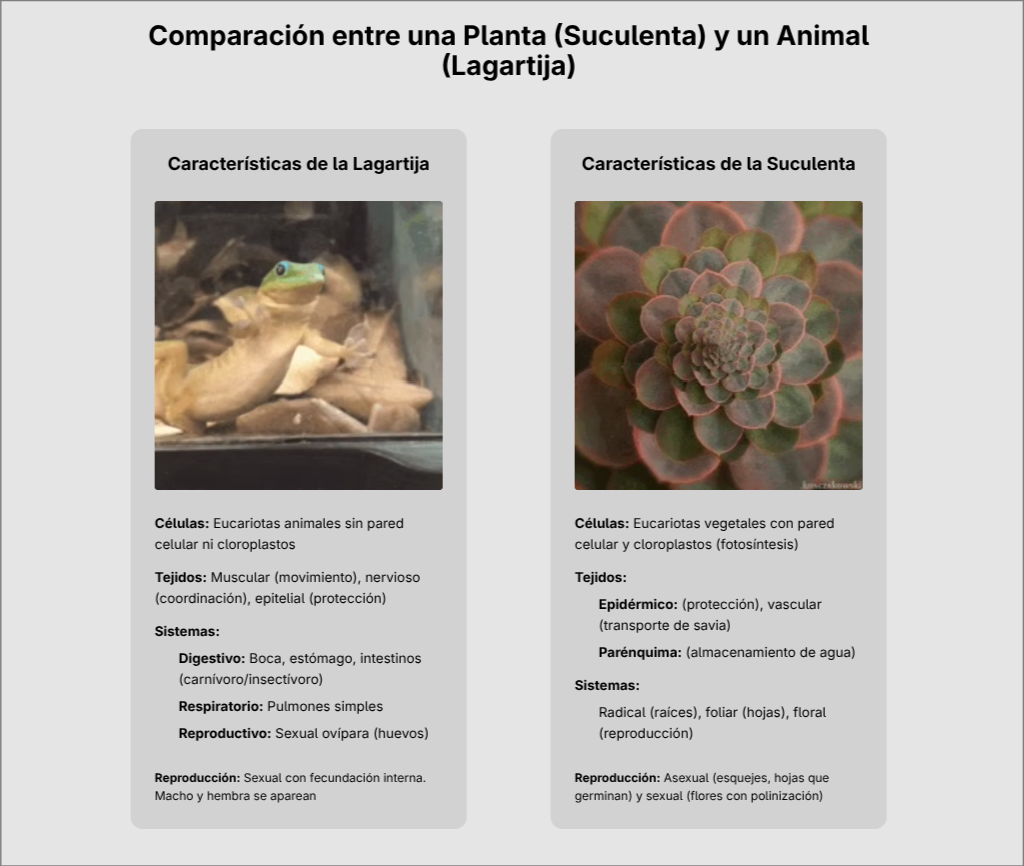 Comparación entre una Planta (Suculenta) y un Animal
(Lagartija)
Características de la Lagartija
Células: Eucariotas animales sin pared
celular ni cloroplastos
Tejidos: Muscular (movimiento), nervioso
(coordinación), epitelial (protección)
Sistemas:
Digestivo: Boca, estómago, intestinos
(carnívoro/insectívoro)
Respiratorio: Pulmones simples
Reproductivo: Sexual ovípara (huevos)
Reproducción: Sexual con fecundación interna.
Macho y hembra se aparean
Características de la Suculenta
Células: Eucariotas vegetales con pared
celular y cloroplastos (fotosíntesis)
Tejidos:
Epidérmico: (protección), vascular
(transporte de savia)
Parénquima: (almacenamiento de agua)
Sistemas:
Radical (raíces), foliar (hojas), floral
(reproducción)
Reproducción: Asexual (esquejes, hojas que
germinan) y sexual (flores con polinización)